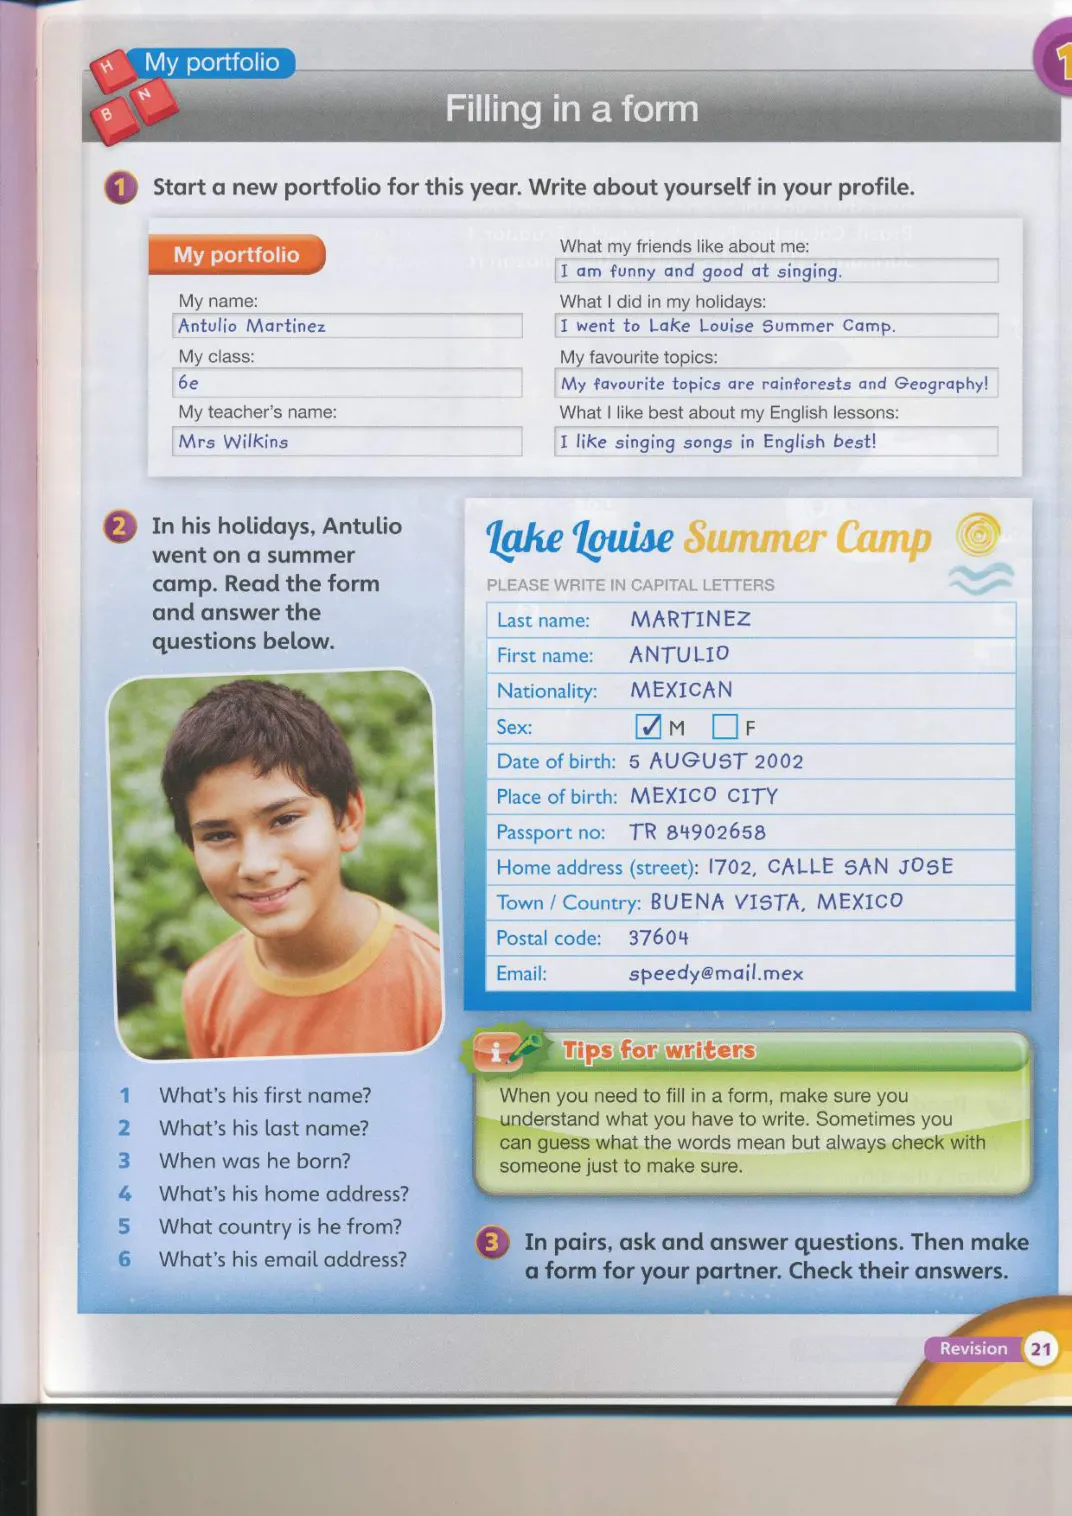 H
My portfolio
N
B
1
Filling in a form
1 Start a new portfolio for this year. Write about yourself in your profile.
My portfolio
My name:
Antulio Martinez
My class:
6e
My teacher's name:
Mrs Wilkins
What my friends like about me:
I am funny and good at singing.
What I did in my holidays:
I went to Lake Louise Summer Camp.
My favourite topics:
My favourite topics are rainforests and Geography!
What I like best about my English lessons:
I like singing songs in English best!
2 In his holidays, Antulio
went on a summer
camp. Read the form
and answer the
questions below.
Lake Louise Summer Camp
PLEASE WRITE IN CAPITAL LETTERS
Last name: MARTINEZ
First name: ANTULIO
Nationality: MEXICAN
Sex: ✓ M F
Date of birth: 5 AUGUST 2002
Place of birth: MEXICO CITY
Passport no: TR 84902658
Home address (street): 1702, CALLE SAN JOSE
Town / Country: BUENA VISTA, MEXICO
Postal code: 37604
Email: speedy@mail.mex
1 What's his first name?
2 What's his last name?
3 When was he born?
4 What's his home address?
5 What country is he from?
6 What's his email address?
i
Tips for writers
When you need to fill in a form, make sure you
understand what you have to write. Sometimes you
can guess what the words mean but always check with
someone just to make sure.
3 In pairs, ask and answer questions. Then make
a form for your partner. Check their answers.
Revision 21